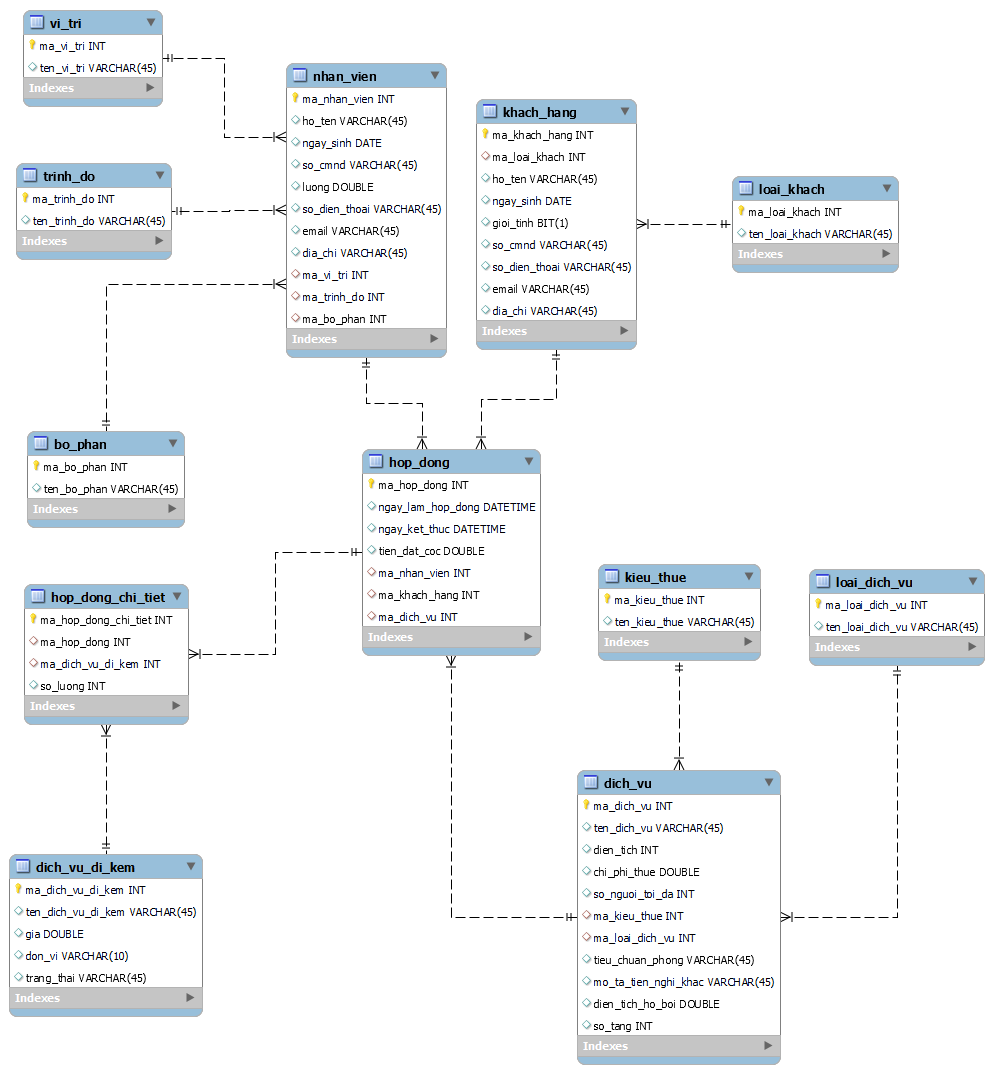 vi_tri
ma_vi_tri INT
ten_vi_tri VARCHAR(45)
Indexes
nhan_vien
ma_nhan_vien INT
ho_ten VARCHAR(45)
ngay_sinh DATE
so_cmnd VARCHAR(45)
luong DOUBLE
so_dien_thoai VARCHAR(45)
email VARCHAR(45)
dia_chi VARCHAR(45)
ma_vi_tri INT
ma_trinh_do INT
ma_bo_phan INT
Indexes
khach_hang
ma_khach_hang INT
ma_loai_khach INT
ho_ten VARCHAR(45)
ngay_sinh DATE
gioi_tinh BIT(1)
so_cmnd VARCHAR(45)
so_dien_thoai VARCHAR(45)
email VARCHAR(45)
dia_chi VARCHAR(45)
Indexes
trinh_do
ma_trinh_do INT
ten_trinh_do VARCHAR(45)
Indexes
loai_khach
ma_loai_khach INT
ten_loai_khach VARCHAR(45)
Indexes
bo_phan
ma_bo_phan INT
ten_bo_phan VARCHAR(45)
Indexes
hop_dong
ma_hop_dong INT
ngay_lam_hop_dong DATETIME
ngay_ket_thuc DATETIME
tien_dat_coc DOUBLE
ma_nhan_vien INT
ma_khach_hang INT
ma_dich_vu INT
Indexes
hop_dong_chi_tiet
ma_hop_dong_chi_tiet INT
ma_hop_dong INT
ma_dich_vu_di_kem INT
so_luong INT
Indexes
kieu_thue
ma_kieu_thue INT
ten_kieu_thue VARCHAR(45)
Indexes
loai_dich_vu
ma_loai_dich_vu INT
ten_loai_dich_vu VARCHAR(45)
Indexes
dich_vu
ma_dich_vu INT
ten_dich_vu VARCHAR(45)
dien_tich INT
chi_phi_thue DOUBLE
so_nguoi_toi_da INT
ma_kieu_thue INT
ma_loai_dich_vu INT
tieu_chuan_phong VARCHAR(45)
mo_ta_tien_nghi_khac VARCHAR(45)
dien_tich_ho_boi DOUBLE
so_tang INT
Indexes
dich_vu_di_kem
ma_dich_vu_di_kem INT
ten_dich_vu_di_kem VARCHAR(45)
gia DOUBLE
don_vi VARCHAR(10)
trang_thai VARCHAR(45)
Indexes